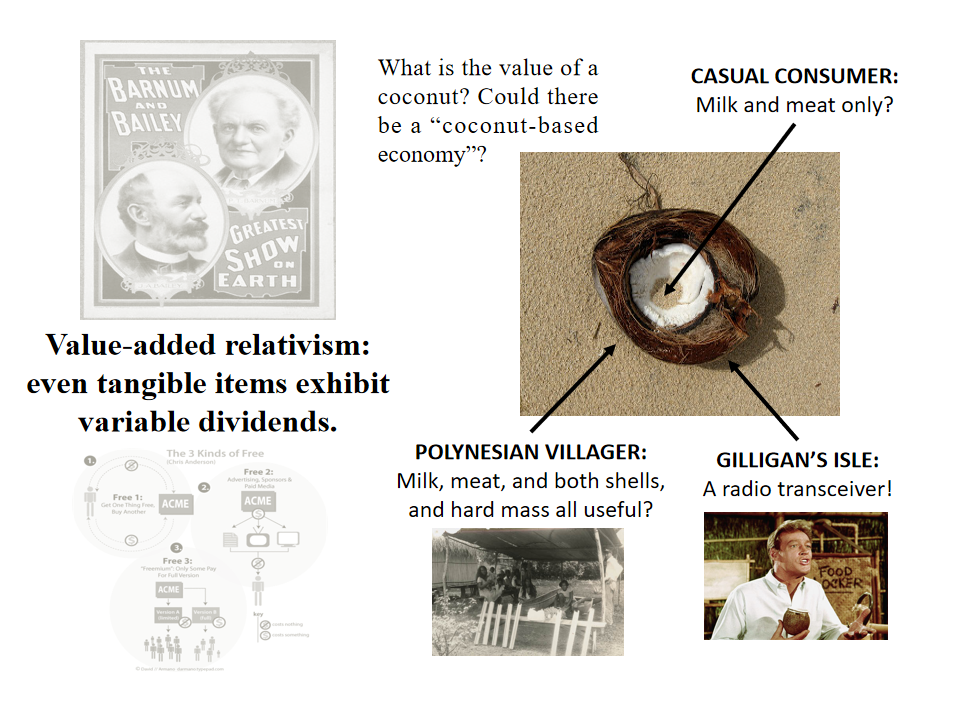 THE
BARNUM
AND
BAILEY
GREATEST
SHOW
ON
EARTH
What is the value of a
coconut? Could there
be a “coconut-based
economy”?
CASUAL CONSUMER:
Milk and meat only?
Value-added relativism:
even tangible items exhibit
variable dividends.
POLYNESIAN VILLAGER:
Milk, meat, and both shells,
and hard mass all useful?
GILLIGAN’S ISLE:
A radio transceiver!
FOOD
The 3 Kinds of Free
(Chris Anderson)
1.
Free 1:
Get One Thing Free,
Buy Another
ACME
2.
Free 2:
Advertising, Sponsors &
Paid Media
ACME
3.
Free 3:
"Freemium": Only Some Pay
For Full Version
ACME
Version A
Version B
key
costs nothing
costs something